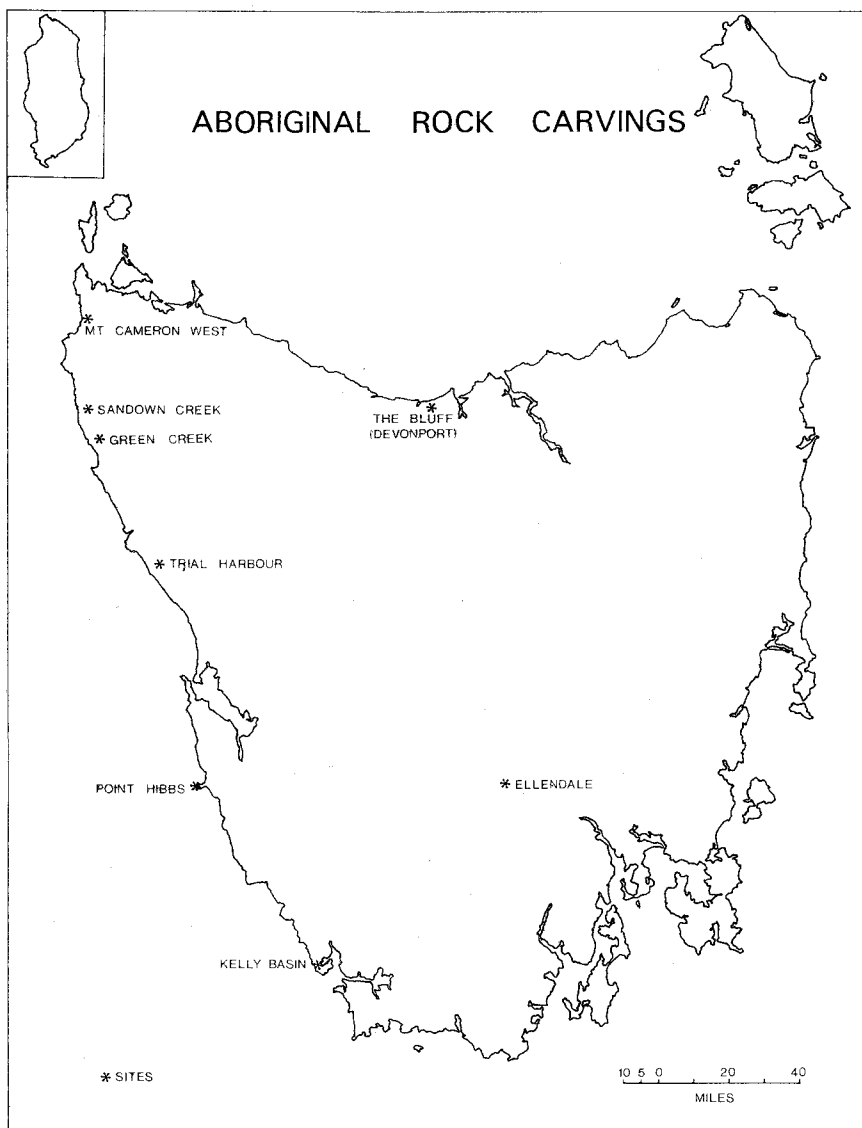 ABORIGINAL ROCK CARVINGS
MT CAMERON WEST
SANDOWN CREEK
THE BLUFF
(DEVONPORT)
GREEN CREEK
TRIAL HARBOUR
POINT HIBBS
ELLENDALE
KELLY BASIN
SITES
10 5 0 20 40
MILES